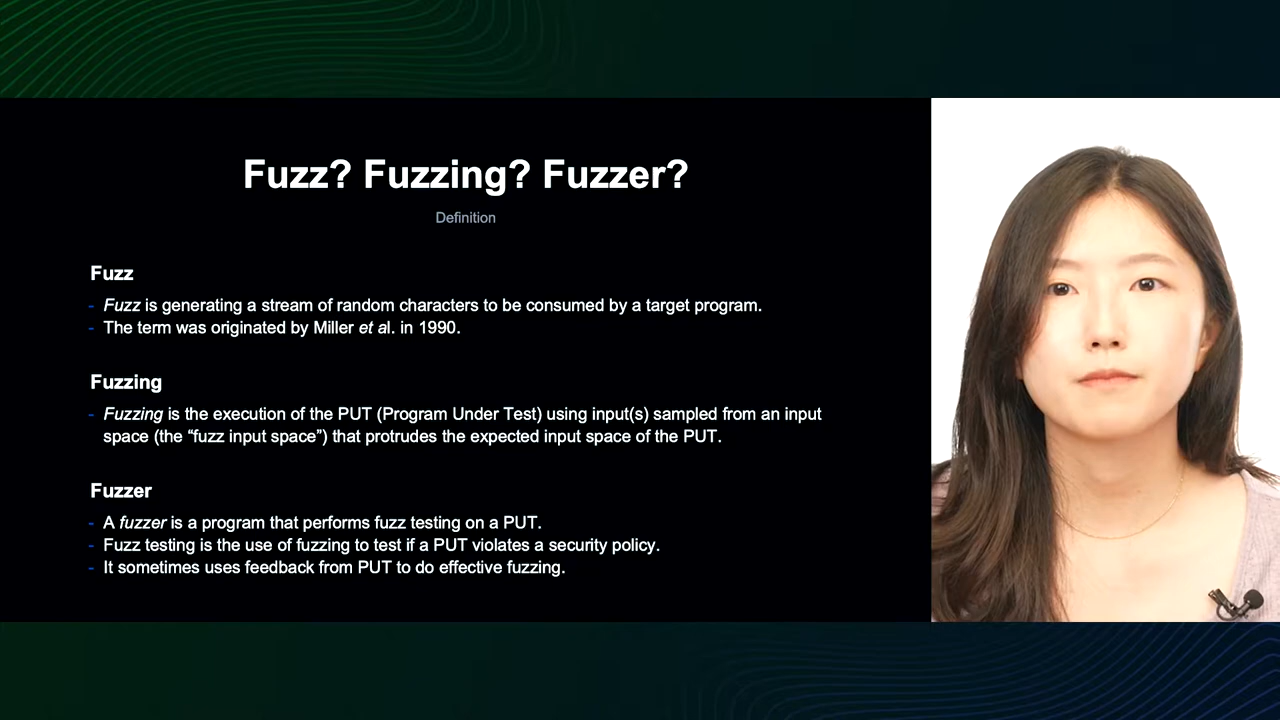 Fuzz? Fuzzing? Fuzzer?
Definition
Fuzz
- Fuzz is generating a stream of random characters to be consumed by a target program.
- The term was originated by Miller et al. in 1990.
Fuzzing
- Fuzzing is the execution of the PUT (Program Under Test) using input(s) sampled from an input
space (the “fuzz input space”) that protrudes the expected input space of the PUT.
Fuzzer
- A fuzzer is a program that performs fuzz testing on a PUT.
- Fuzz testing is the use of fuzzing to test if a PUT violates a security policy.
- It sometimes uses feedback from PUT to do effective fuzzing.